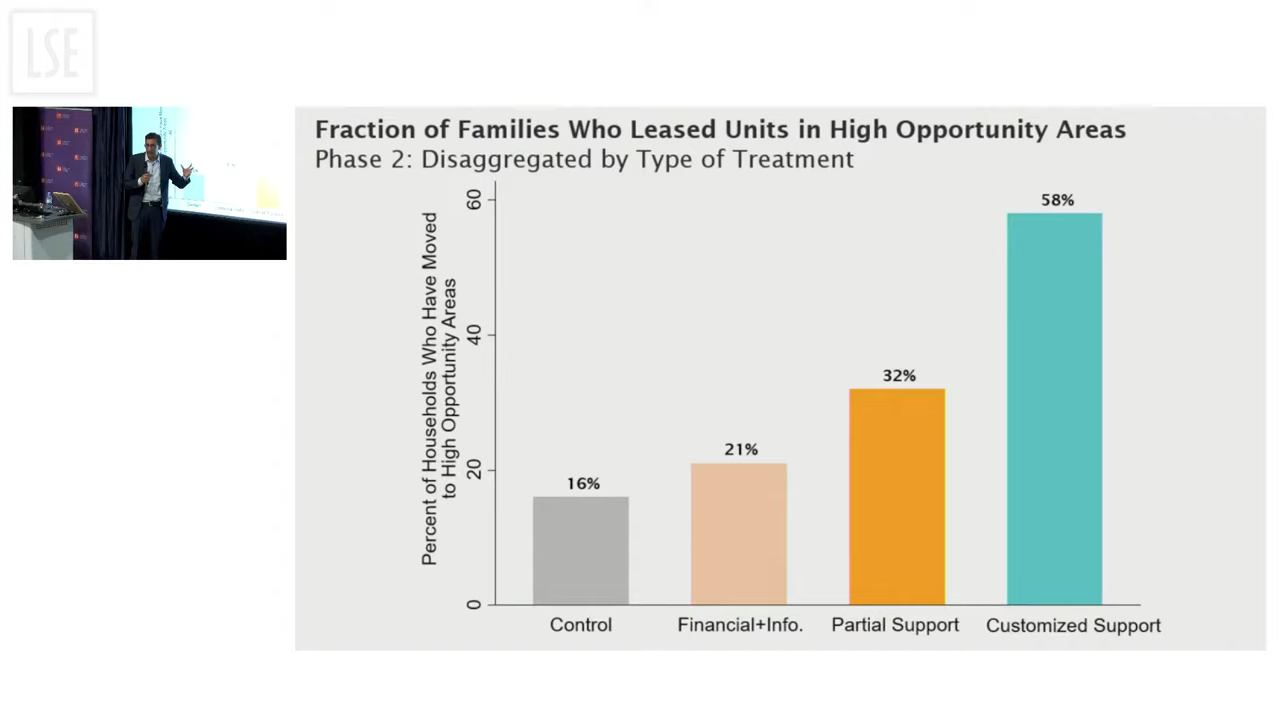 LSE
Fraction of Families Who Leased Units in High Opportunity Areas
Phase 2: Disaggregated by Type of Treatment
Percent of Households Who Have Moved
to High Opportunity Areas
60
40
20
0
16%
21%
32%
58%
Control
Financial+Info.
Partial Support
Customized Support